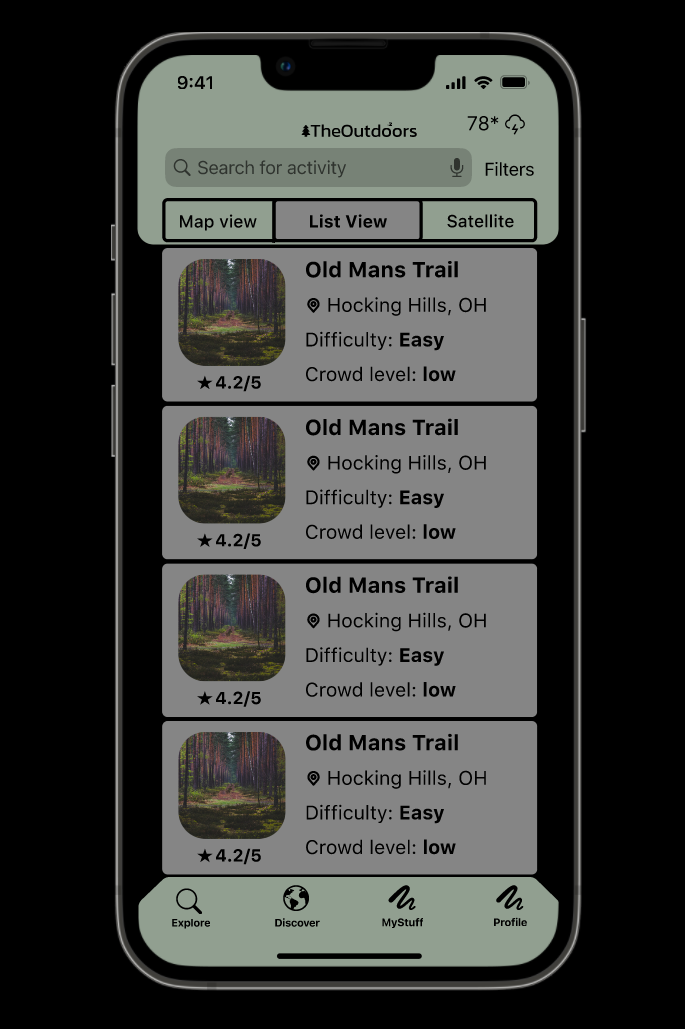 9:41
78*
TheOutdoors
Search for activity
Filters
Map view
List View
Satellite
Old Mans Trail
Hocking Hills, OH
Difficulty: Easy
Crowd level: low
★4.2/5
Old Mans Trail
Hocking Hills, OH
Difficulty: Easy
Crowd level: low
★4.2/5
Old Mans Trail
Hocking Hills, OH
Difficulty: Easy
Crowd level: low
★4.2/5
Old Mans Trail
Hocking Hills, OH
Difficulty: Easy
Crowd level: low
★4.2/5
Explore
Discover
MyStuff
Profile